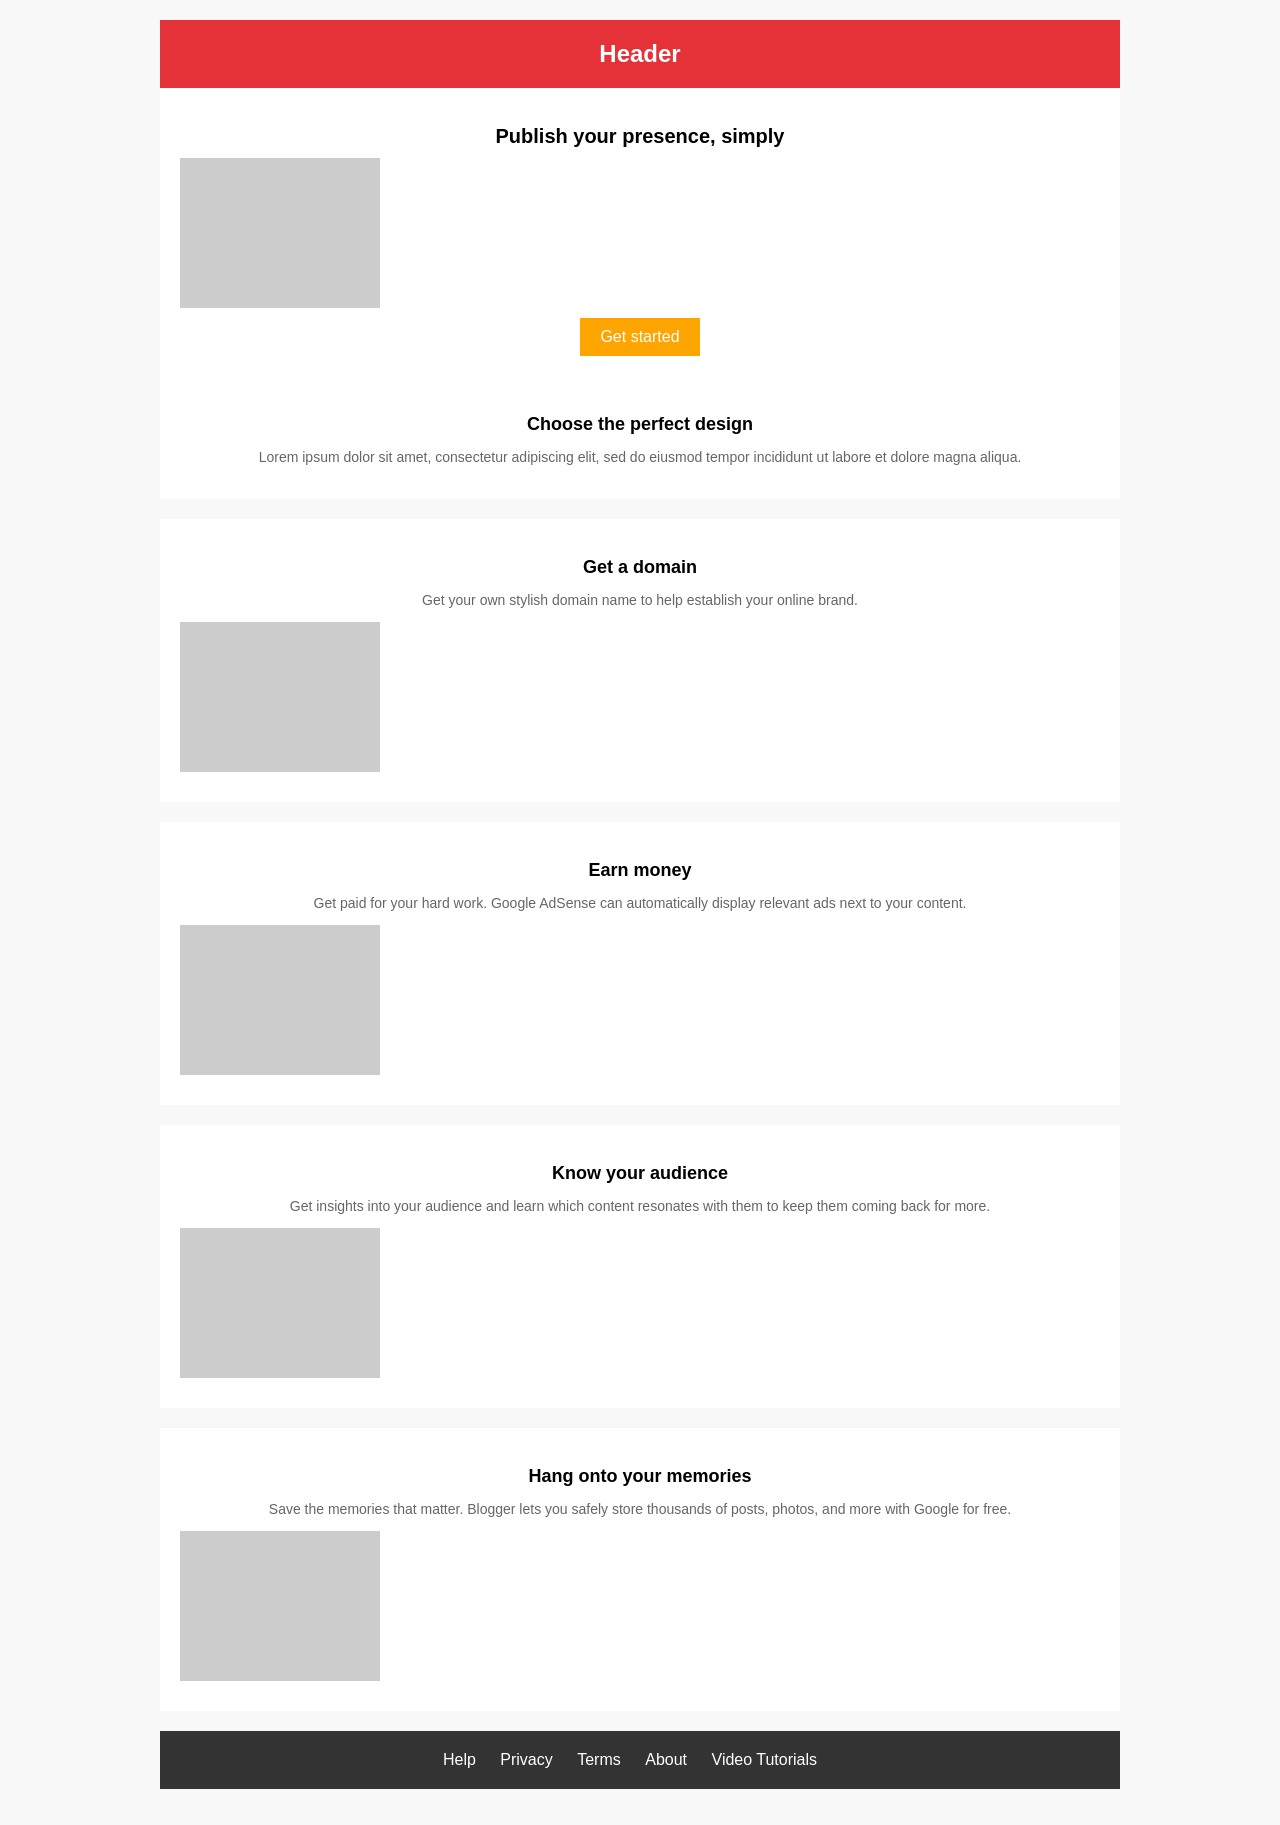 Header
Publish your presence, simply
Get started
Choose the perfect design
Lorem ipsum dolor sit amet, consectetur adipiscing elit, sed do eiusmod tempor incididunt ut labore et dolore magna aliqua.
Get a domain
Get your own stylish domain name to help establish your online brand.
Earn money
Get paid for your hard work. Google AdSense can automatically display relevant ads next to your content.
Know your audience
Get insights into your audience and learn which content resonates with them to keep them coming back for more.
Hang onto your memories
Save the memories that matter. Blogger lets you safely store thousands of posts, photos, and more with Google for free.
Help Privacy Terms About Video Tutorials